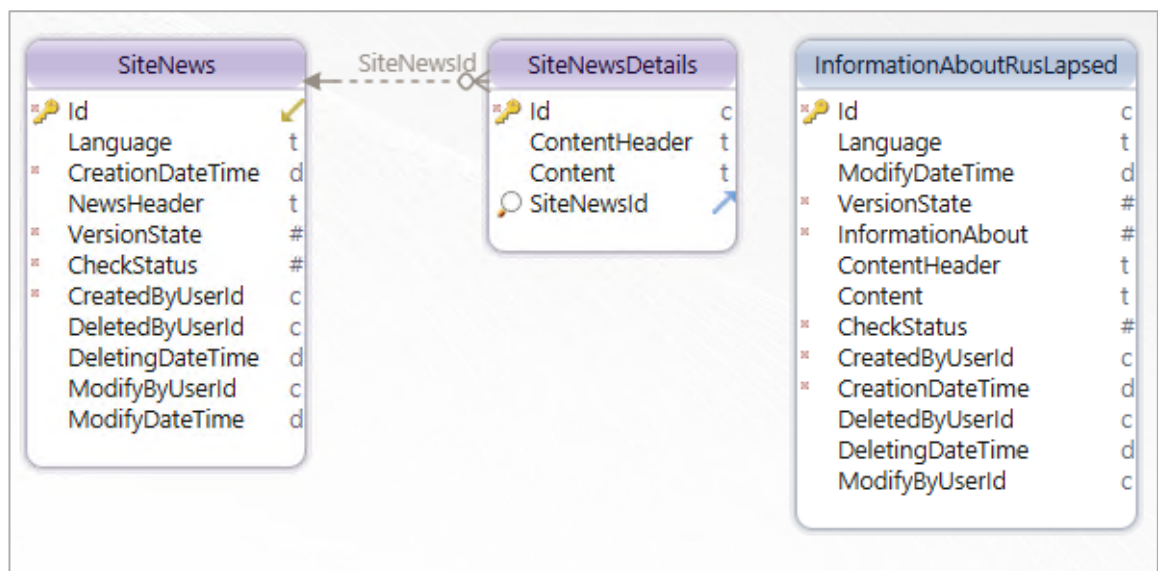 SiteNews
Id
Language t
CreationDateTime d
NewsHeader t
VersionState #
CheckStatus #
CreatedByUserId c
DeletedByUserId c
DeletingDateTime d
ModifyByUserId c
ModifyDateTime d
SiteNewsId
SiteNewsDetails
Id c
ContentHeader t
Content t
SiteNewsId
InformationAboutRusLapsed
Id c
Language t
ModifyDateTime d
VersionState #
InformationAbout #
ContentHeader t
Content t
CheckStatus #
CreatedByUserId c
CreationDateTime d
DeletedByUserId c
DeletingDateTime d
ModifyByUserId c